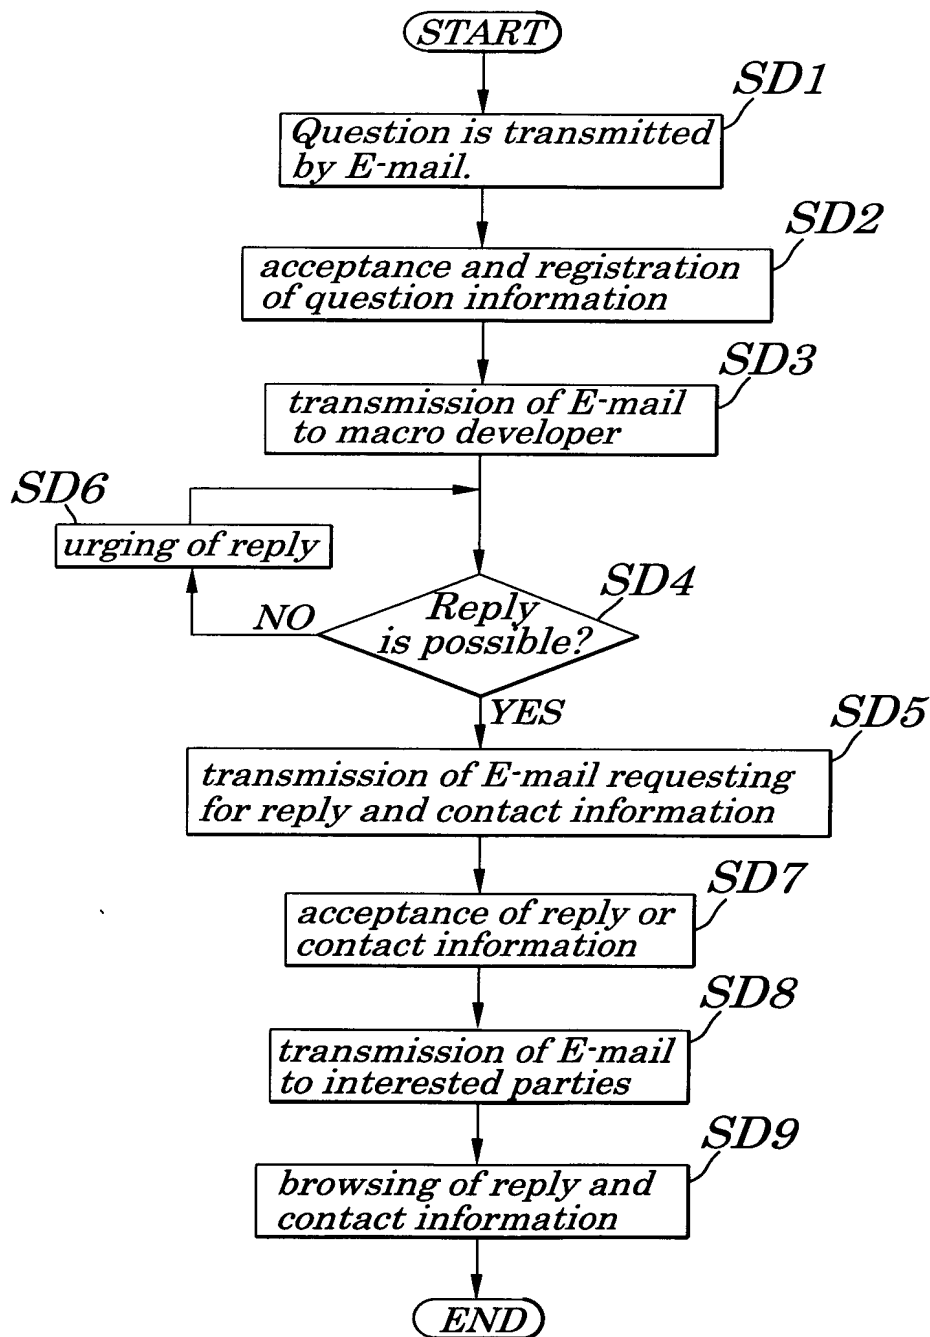 START
SD1
Question is transmitted
by E-mail.
SD2
acceptance and registration
of question information
SD3
transmission of E-mail
to macro developer
SD6
urging of reply
SD4
Reply
is possible?
NO
YES
SD5
transmission of E-mail requesting
for reply and contact information
SD7
acceptance of reply or
contact information
SD8
transmission of E-mail
to interested parties
SD9
browsing of reply and
contact information
END